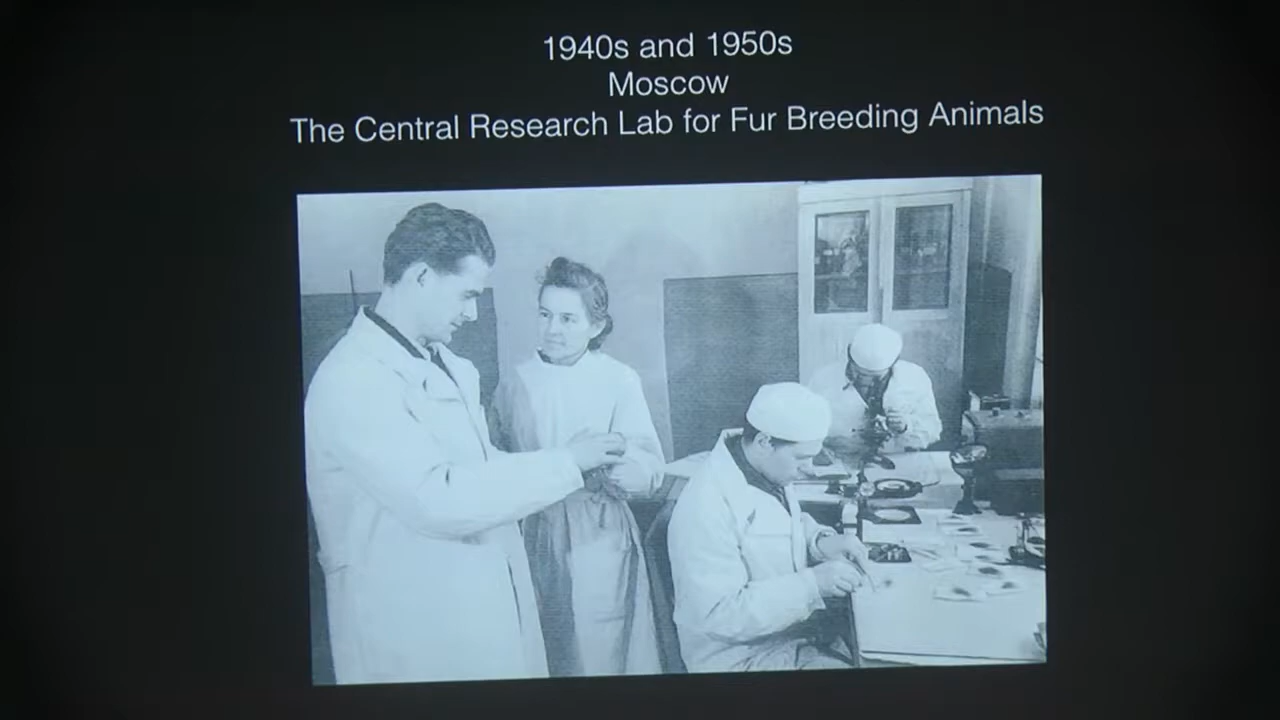 1940s and 1950s
Moscow
The Central Research Lab for Fur Breeding Animals